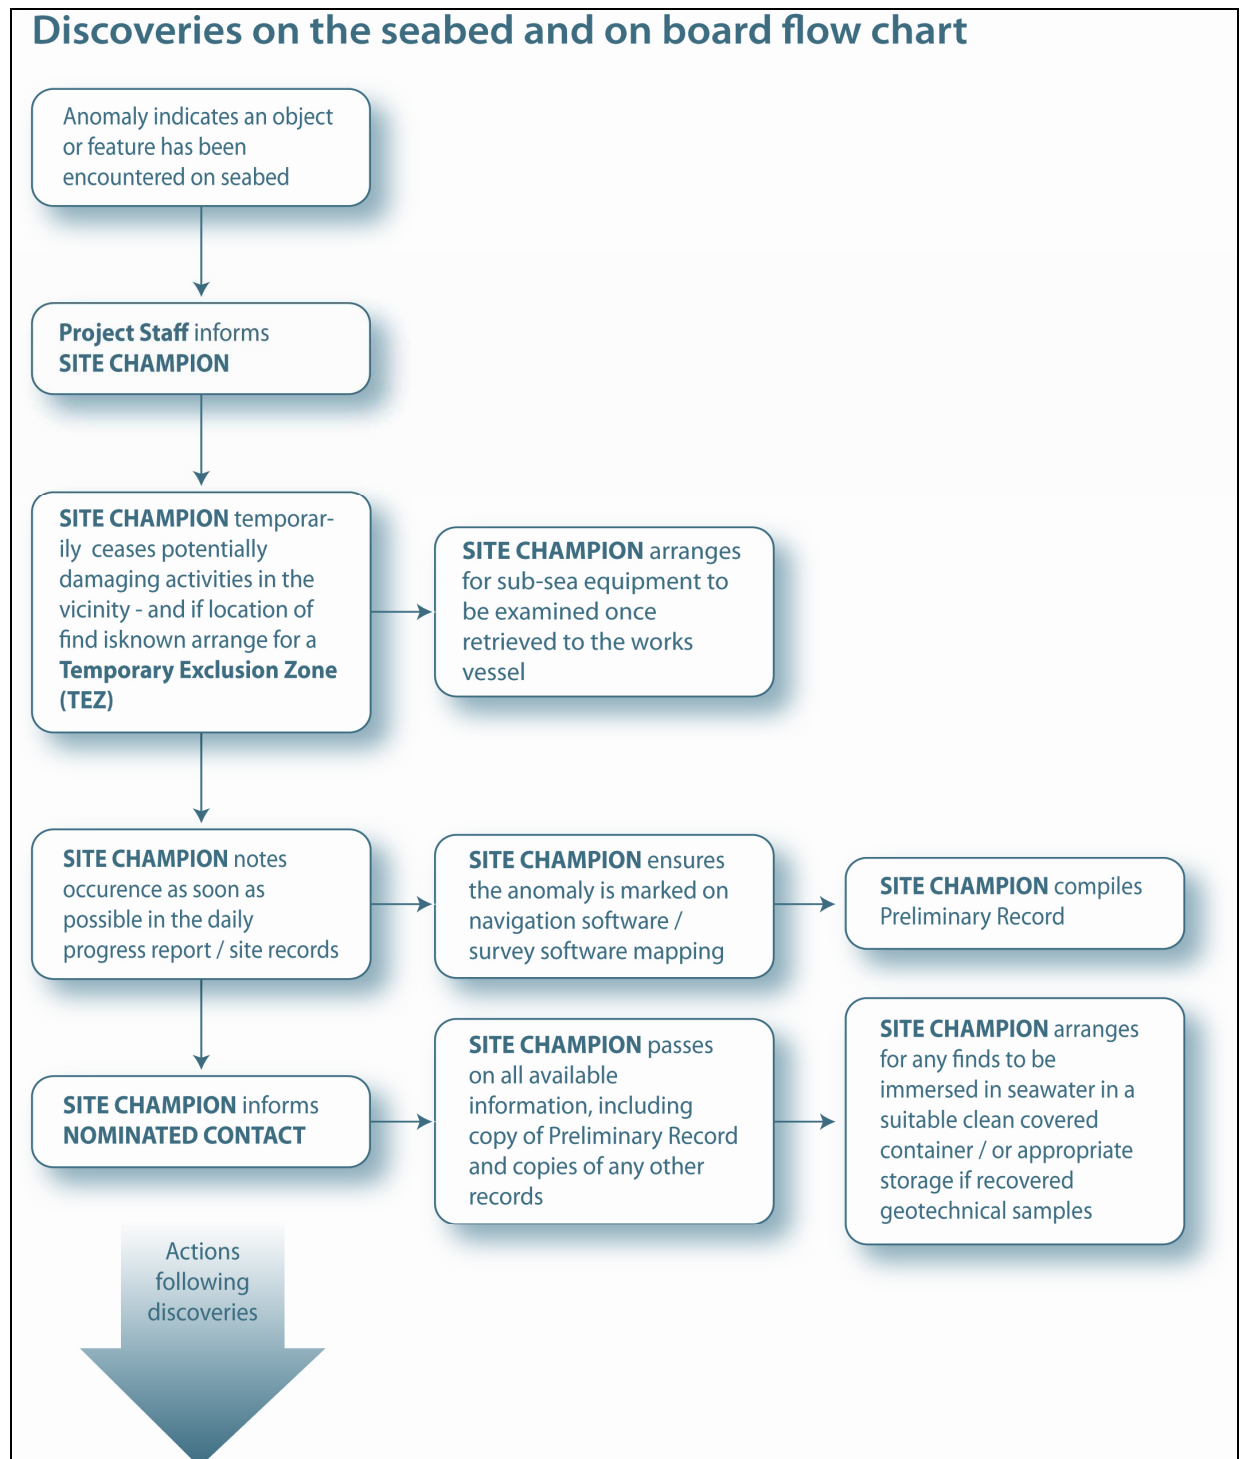 Discoveries on the seabed and on board flow chart
Anomaly indicates an object
or feature has been
encountered on seabed
Project Staff informs
SITE CHAMPION
SITE CHAMPION temporar-
ily ceases potentially
damaging activities in the
vicinity - and if location of
find isknown arrange for a
Temporary Exclusion Zone
(TEZ)
SITE CHAMPION arranges
for sub-sea equipment to
be examined once
retrieved to the works
vessel
SITE CHAMPION notes
occurence as soon as
possible in the daily
progress report / site records
SITE CHAMPION ensures
the anomaly is marked on
navigation software /
survey software mapping
SITE CHAMPION compiles
Preliminary Record
SITE CHAMPION informs
NOMINATED CONTACT
SITE CHAMPION passes
on all available
information, including
copy of Preliminary Record
and copies of any other
records
SITE CHAMPION arranges
for any finds to be
immersed in seawater in a
suitable clean covered
container / or appropriate
storage if recovered
geotechnical samples
Actions
following
discoveries